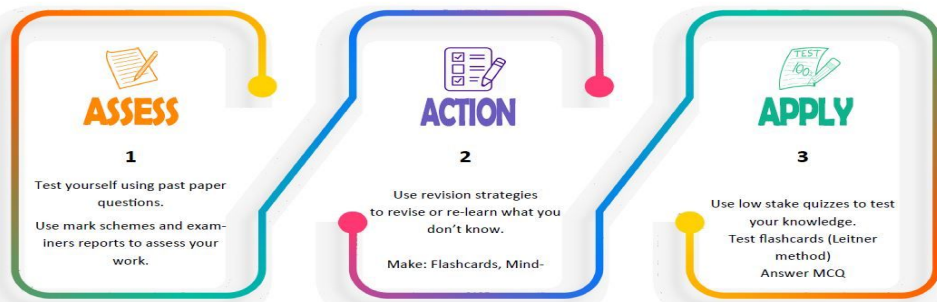 ASSESS
1
Test yourself using past paper
questions.
Use mark schemes and exam-
iners reports to assess your
work.
ACTION
2
Use revision strategies
to revise or re-learn what you
don't know.
Make: Flashcards, Mind-
TEST
100
APPLY
3
Use low stake quizzes to test
your knowledge.
Test flashcards (Leitner
method)
Answer MCQ